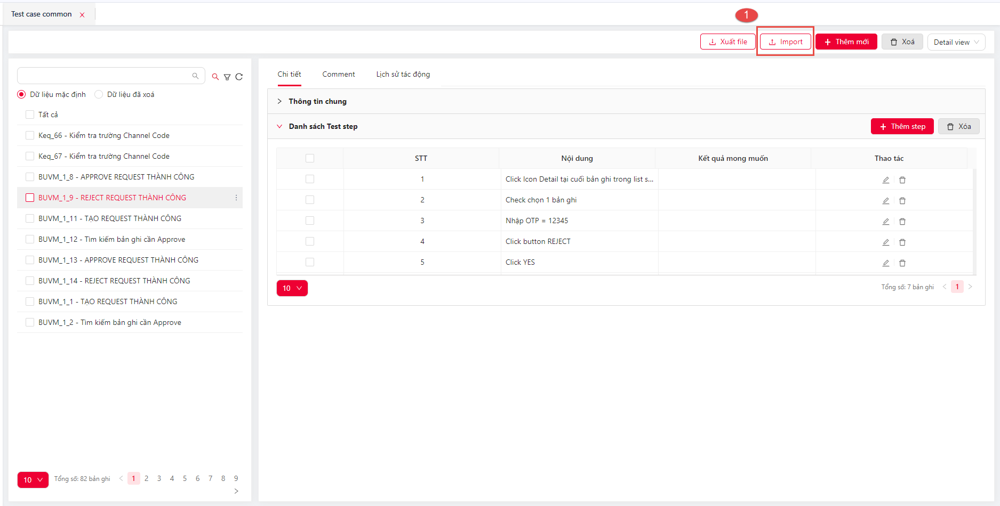 Test case common
1
Xuất file
Import
Thêm mới
Xoá
Detail view
Dữ liệu mặc định
Dữ liệu đã xoá
Tất cả
Keq_66 - Kiểm tra trường Channel Code
Keq_67 - Kiểm tra trường Channel Code
BUVM_1_8 - APPROVE REQUEST THÀNH CÔNG
BUVM_1_9 - REJECT REQUEST THÀNH CÔNG
BUVM_1_11 - TẠO REQUEST THÀNH CÔNG
BUVM_1_12 - Tìm kiếm bản ghi cần Approve
BUVM_1_13 - APPROVE REQUEST THÀNH CÔNG
BUVM_1_14 - REJECT REQUEST THÀNH CÔNG
BUVM_1_1 - TẠO REQUEST THÀNH CÔNG
BUVM_1_2 - Tìm kiếm bản ghi cần Approve
10 Tổng số: 82 bản ghi < 1 2 3 4 5 6 7 8 9
>
Chi tiết Comment Lịch sử tác động
Thông tin chung
Danh sách Test step
Thêm step
Xóa
STT Nội dung Kết quả mong muốn Thao tác
1 Click Icon Detail tại cuối bản ghi trong list s...
2 Check chọn 1 bản ghi
3 Nhập OTP = 12345
4 Click button REJECT
5 Click YES
10 Tổng số: 7 bản ghi < 1 >